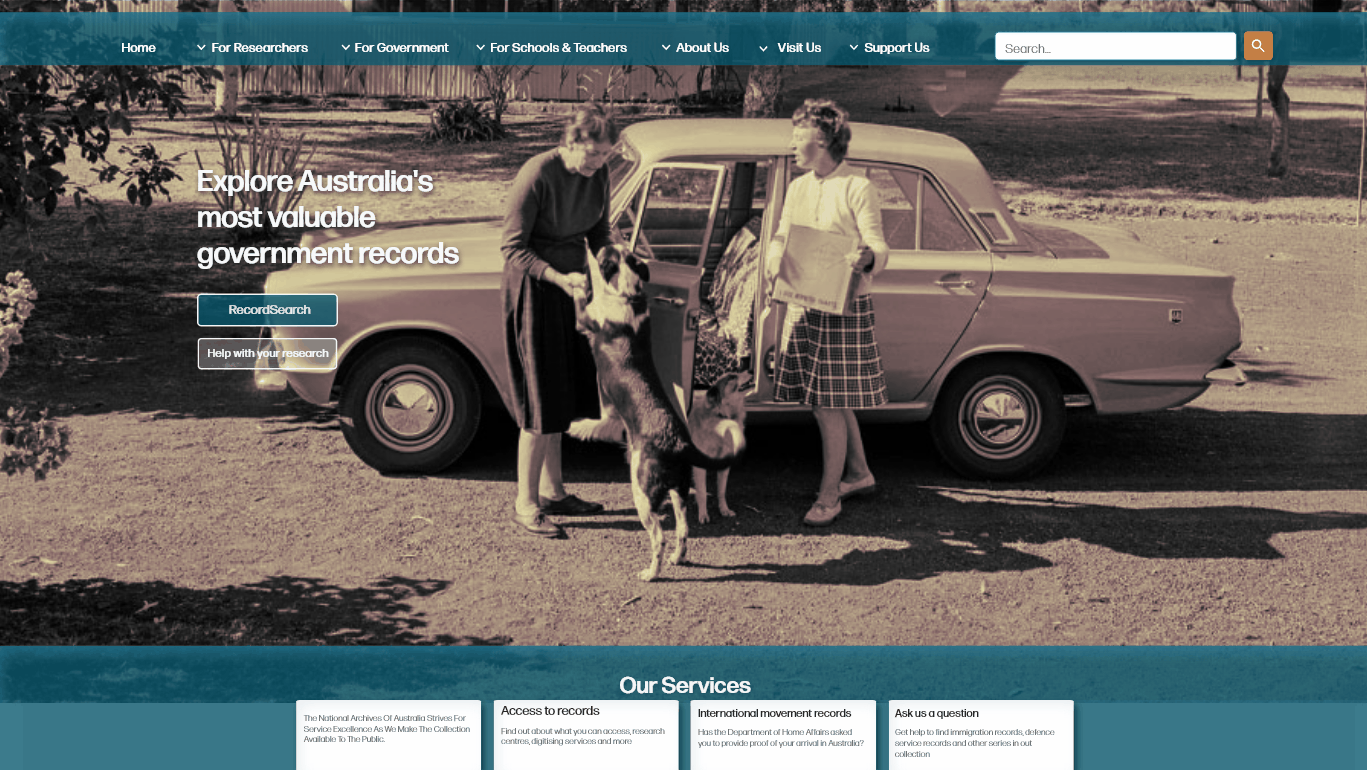 Home For Researchers For Government For Schools & Teachers About Us Visit Us Support Us Search...
Explore Australia's
most valuable
government records
RecordSearch
Help with your research
Our Services
The National Archives Of Australia Strives For
Service Excellence As We Make The Collection
Available To The Public.
Access to records
Find out about what you can access, research
centres, digitising services and more
International movement records
Has the Department of Home Affairs asked
you to provide proof of your arrival in Australia?
Ask us a question
Get help to find immigration records, defence
service records and other series in out
collection